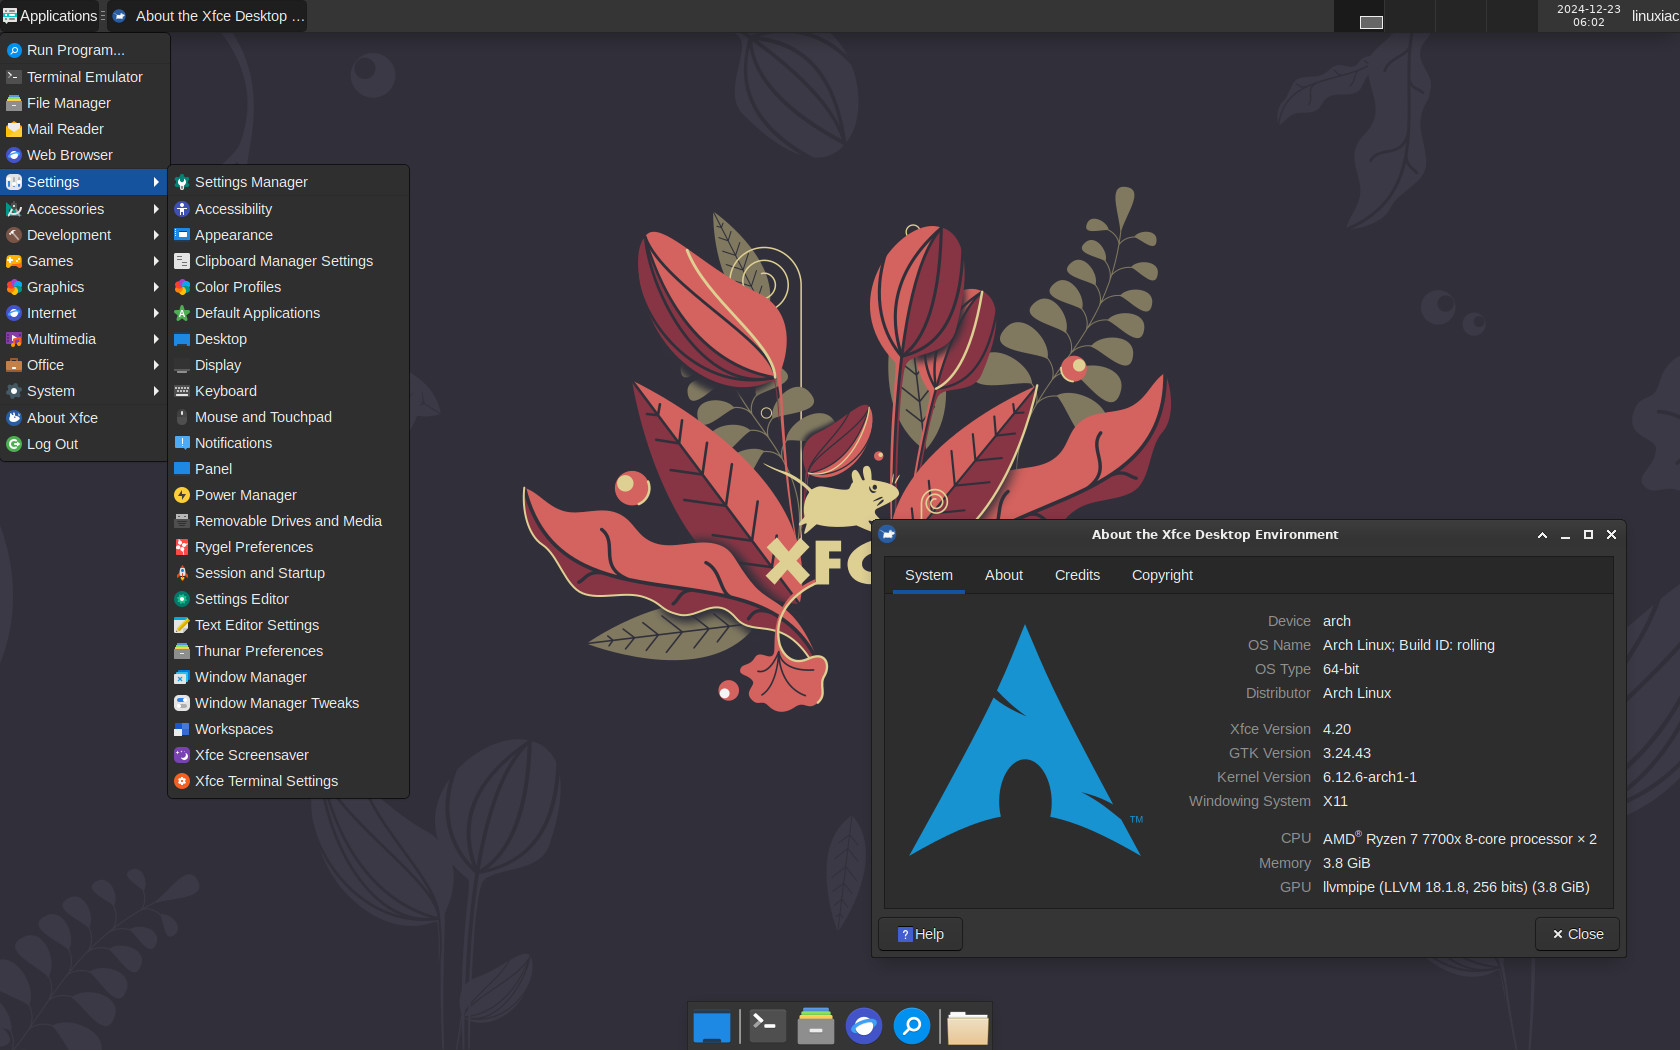 Applications
About the Xfce Desktop ...
2024-12-23
06:02
linuxiac
Run Program...
Terminal Emulator
File Manager
Mail Reader
Web Browser
Settings
Accessories
Development
Games
Graphics
Internet
Multimedia
Office
System
About Xfce
Log Out
Settings Manager
Accessibility
Appearance
Clipboard Manager Settings
Color Profiles
Default Applications
Desktop
Display
Keyboard
Mouse and Touchpad
Notifications
Panel
Power Manager
Removable Drives and Media
Rygel Preferences
Session and Startup
Settings Editor
Text Editor Settings
Thunar Preferences
Window Manager
Window Manager Tweaks
Workspaces
Xfce Screensaver
Xfce Terminal Settings
XFC
About the Xfce Desktop Environment
System About Credits Copyright
Device arch
OS Name Arch Linux; Build ID: rolling
OS Type 64-bit
Distributor Arch Linux
Xfce Version 4.20
GTK Version 3.24.43
Kernel Version 6.12.6-arch1-1
Windowing System X11
TM
CPU AMD® Ryzen 7 7700x 8-core processor × 2
Memory 3.8 GiB
GPU llvmpipe (LLVM 18.1.8, 256 bits) (3.8 GiB)
? Help
Close